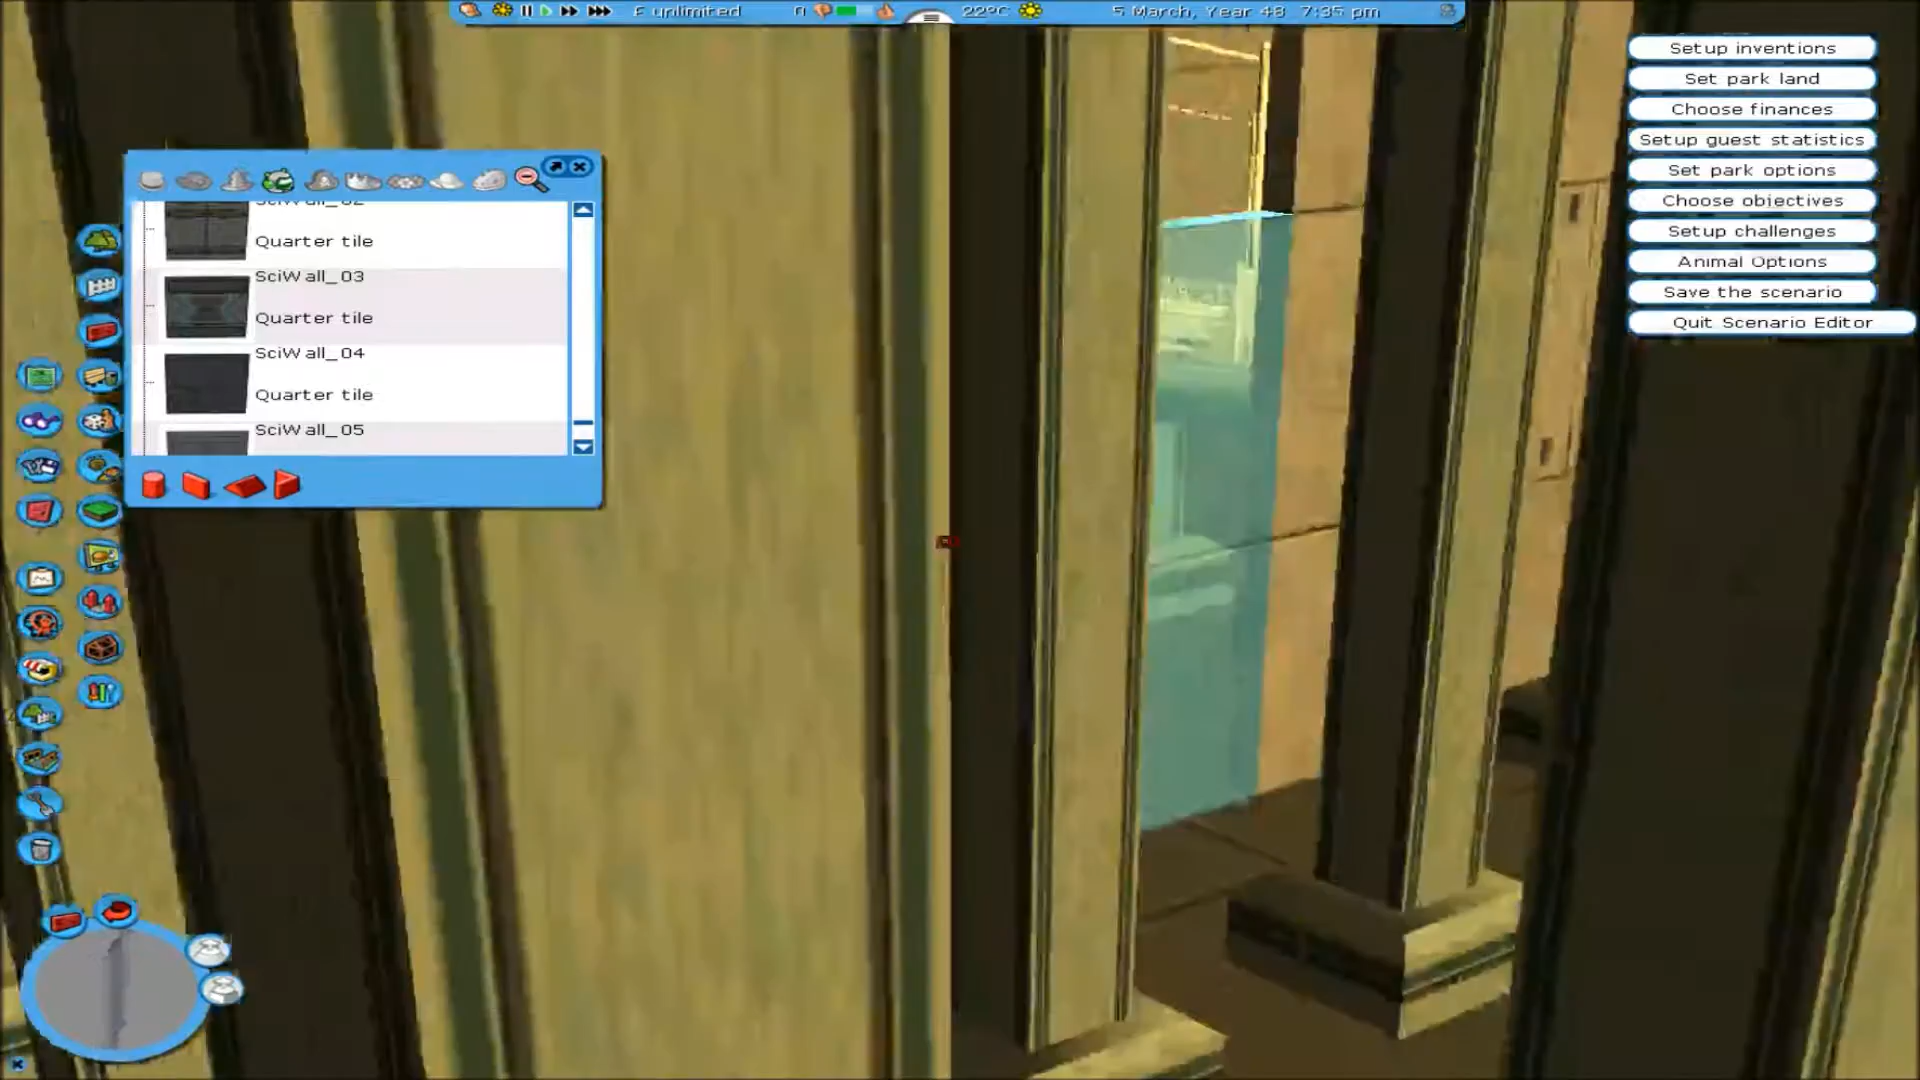 £ unlimited
0
22°C
5 March, Year 48 7:35 pm
Setup inventions
Set park land
Choose finances
Setup guest statistics
Set park options
Choose objectives
Setup challenges
Animal Options
Save the scenario
Quit Scenario Editor
SciWall_02
Quarter tile
SciWall_03
Quarter tile
SciWall_04
Quarter tile
SciWall_05